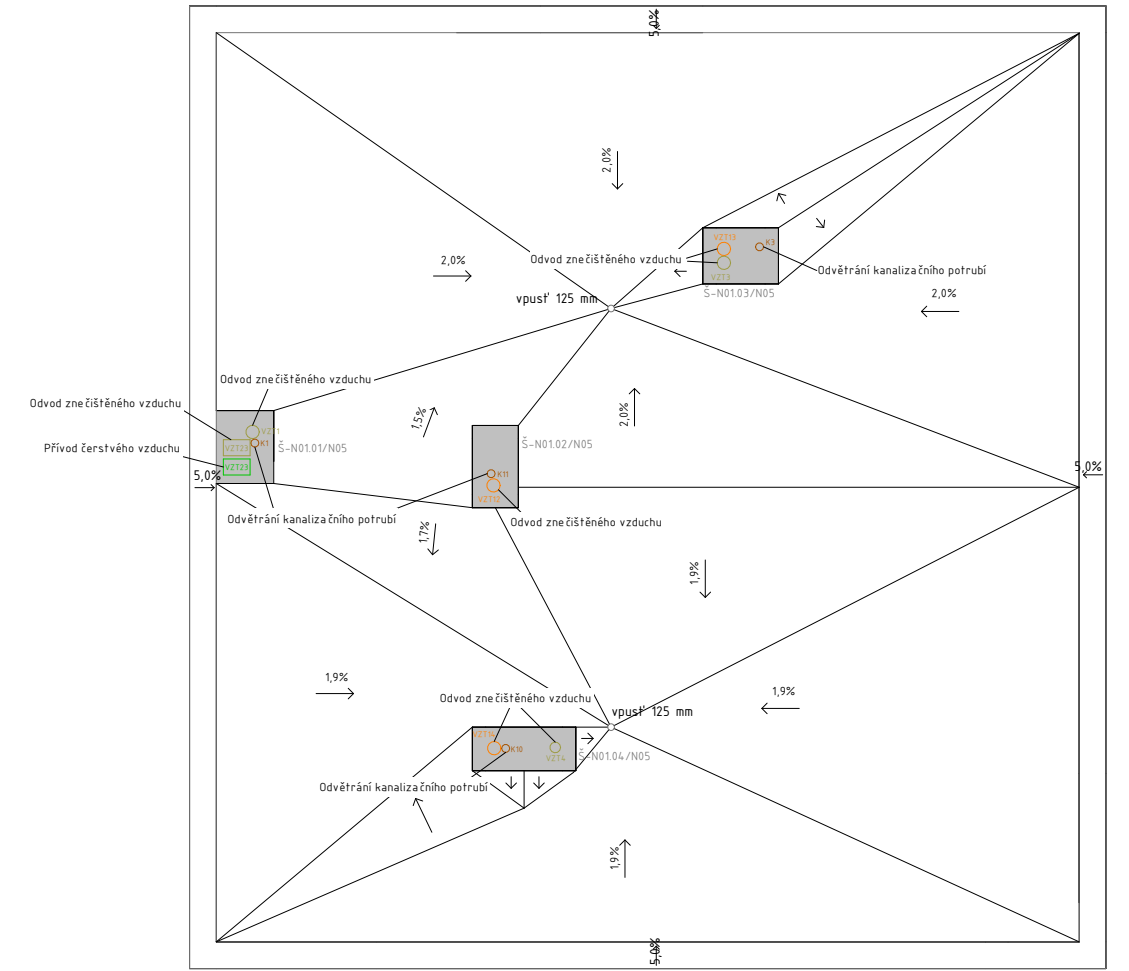 5,0%
2,0%
VZT13
K3
Odvod znečištěného vzduchu
2,0%
Odvětrání kanalizačního potrubí
VZT3
Š-N01.03/N05
2,0%
vpusť 125 mm
Odvod znečištěného vzduchu
Odvod znečištěného vzduchu
1,5%
2,0%
VZT1
K1
Š-N01.02/N05
Přívod čerstvého vzduchu
VZT23
Š-N01.01/N05
VZT23
5,0%
5,0%
K11
VZT12
Odvětrání kanalizačního potrubí
Odvod znečištěného vzduchu
1,7%
1,9%
1,9%
1,9%
Odvod znečištěného vzduchu
vpusť 125 mm
VZT14
K10
VZT4
Š-N01.04/N05
Odvětrání kanalizačního potrubí
1,9%
5,0%